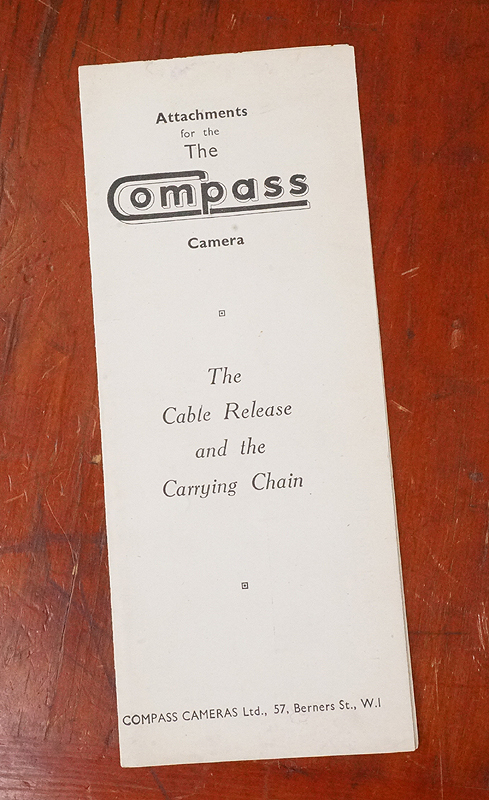 Attachments
for the
The
Compass
Camera
The
Cable Release
and the
Carrying Chain
COMPASS CAMERAS Ltd., 57, Berners St., W.1